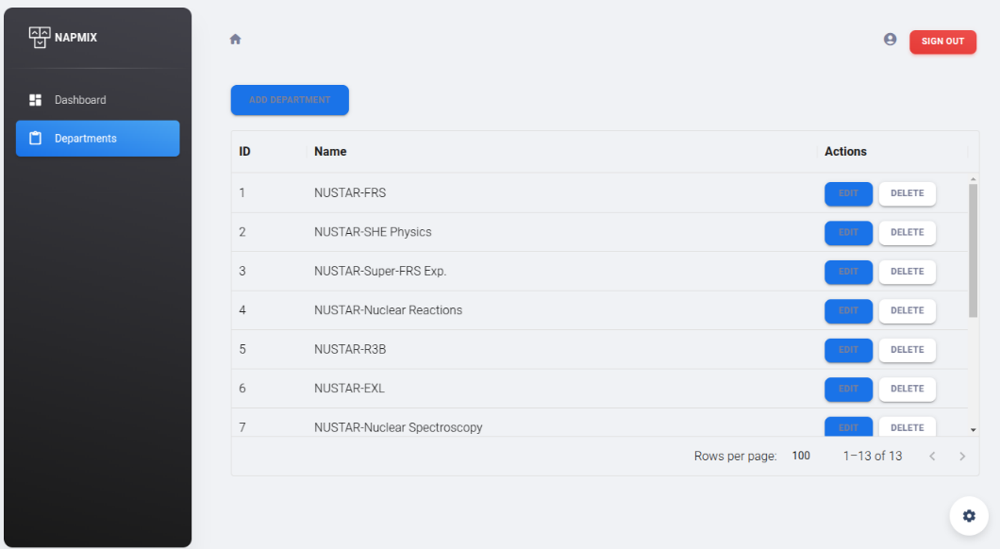 NAPMIX
SIGN OUT
Dashboard
Departments
ADD DEPARTMENT
ID Name Actions
1 NUSTAR-FRS EDIT DELETE
2 NUSTAR-SHE Physics EDIT DELETE
3 NUSTAR-Super-FRS Exp. EDIT DELETE
4 NUSTAR-Nuclear Reactions EDIT DELETE
5 NUSTAR-R3B EDIT DELETE
6 NUSTAR-EXL EDIT DELETE
7 NUSTAR-Nuclear Spectroscopy EDIT DELETE
Rows per page: 100 1–13 of 13